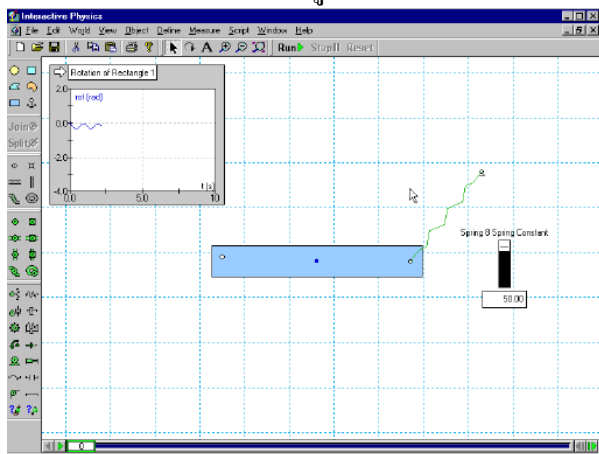 Interactive Physics
File Edit World View Object Define Measure Script Window Help
A Run Stop Reset
Rotation of Rectangle 1
2.0
rot (rad)
0.0
-2.0
-4.0
t (s)
0.0 5.0 10
Join
Split
Spring 8 Spring Constant
50.00
0